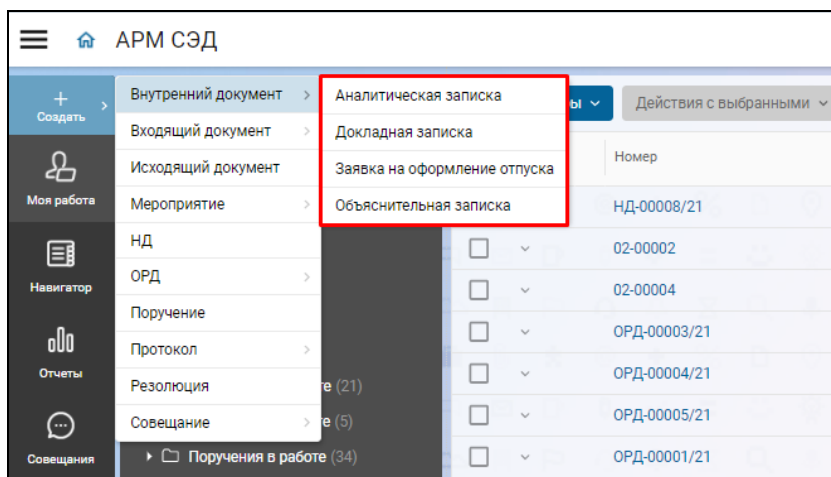 АРМ СЭД
Создать
Моя работа
Навигатор
Отчеты
Совещания
Внутренний документ
Входящий документ
Исходящий документ
Мероприятие
НД
ОРД
Поручение
Протокол
Резолюция
Совещание
Аналитическая записка
Докладная записка
Заявка на оформление отпуска
Объяснительная записка
(21)
(5)
Поручения в работе (34)
Действия с выбранными
Номер
НД-00008/21
02-00002
02-00004
ОРД-00003/21
ОРД-00004/21
ОРД-00005/21
ОРД-00001/21